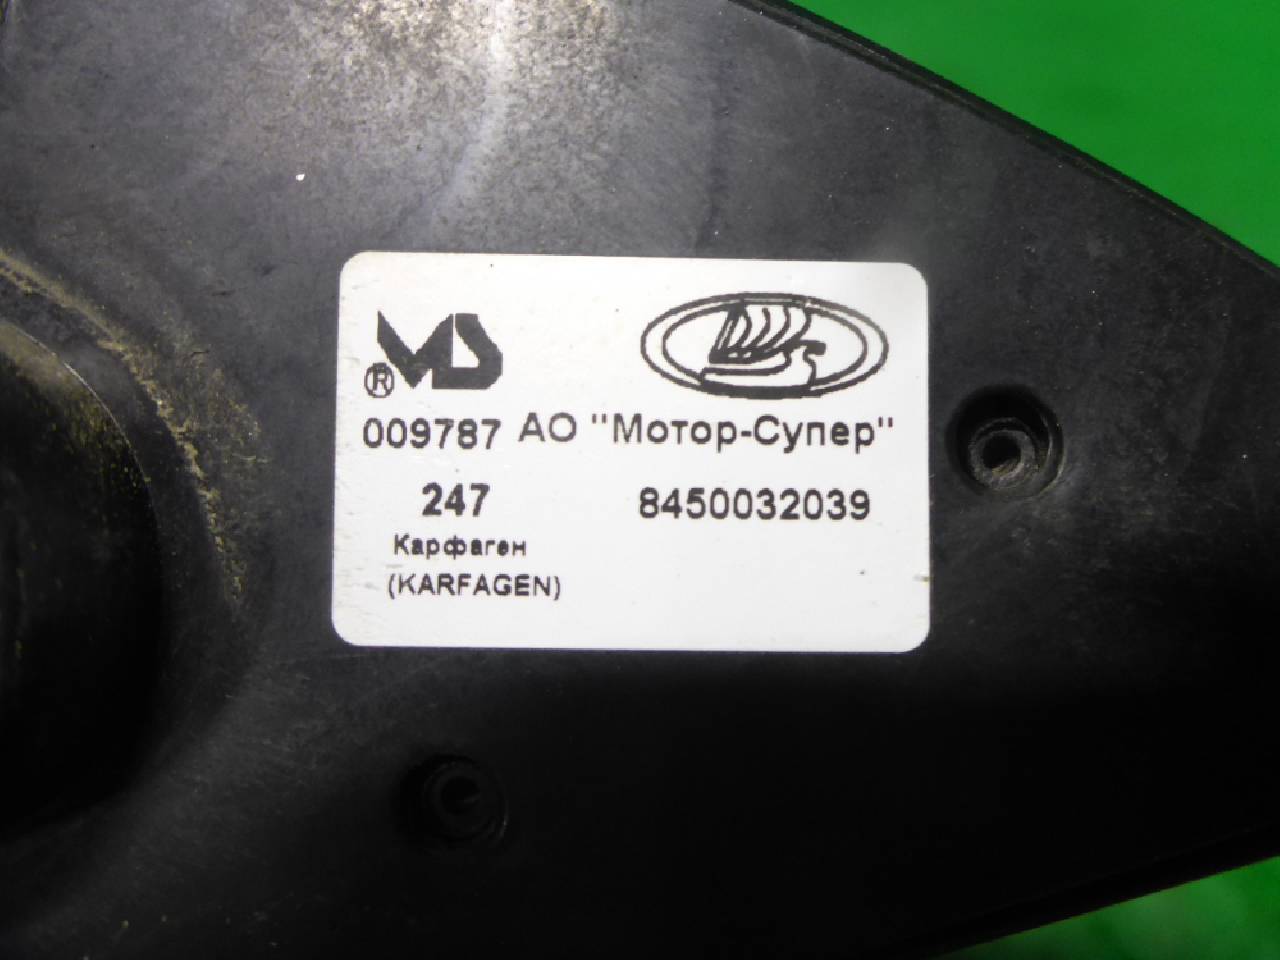 MS
®
009787 АО "Мотор-Супер"
247 8450032039
Карфаген
(KARFAGEN)